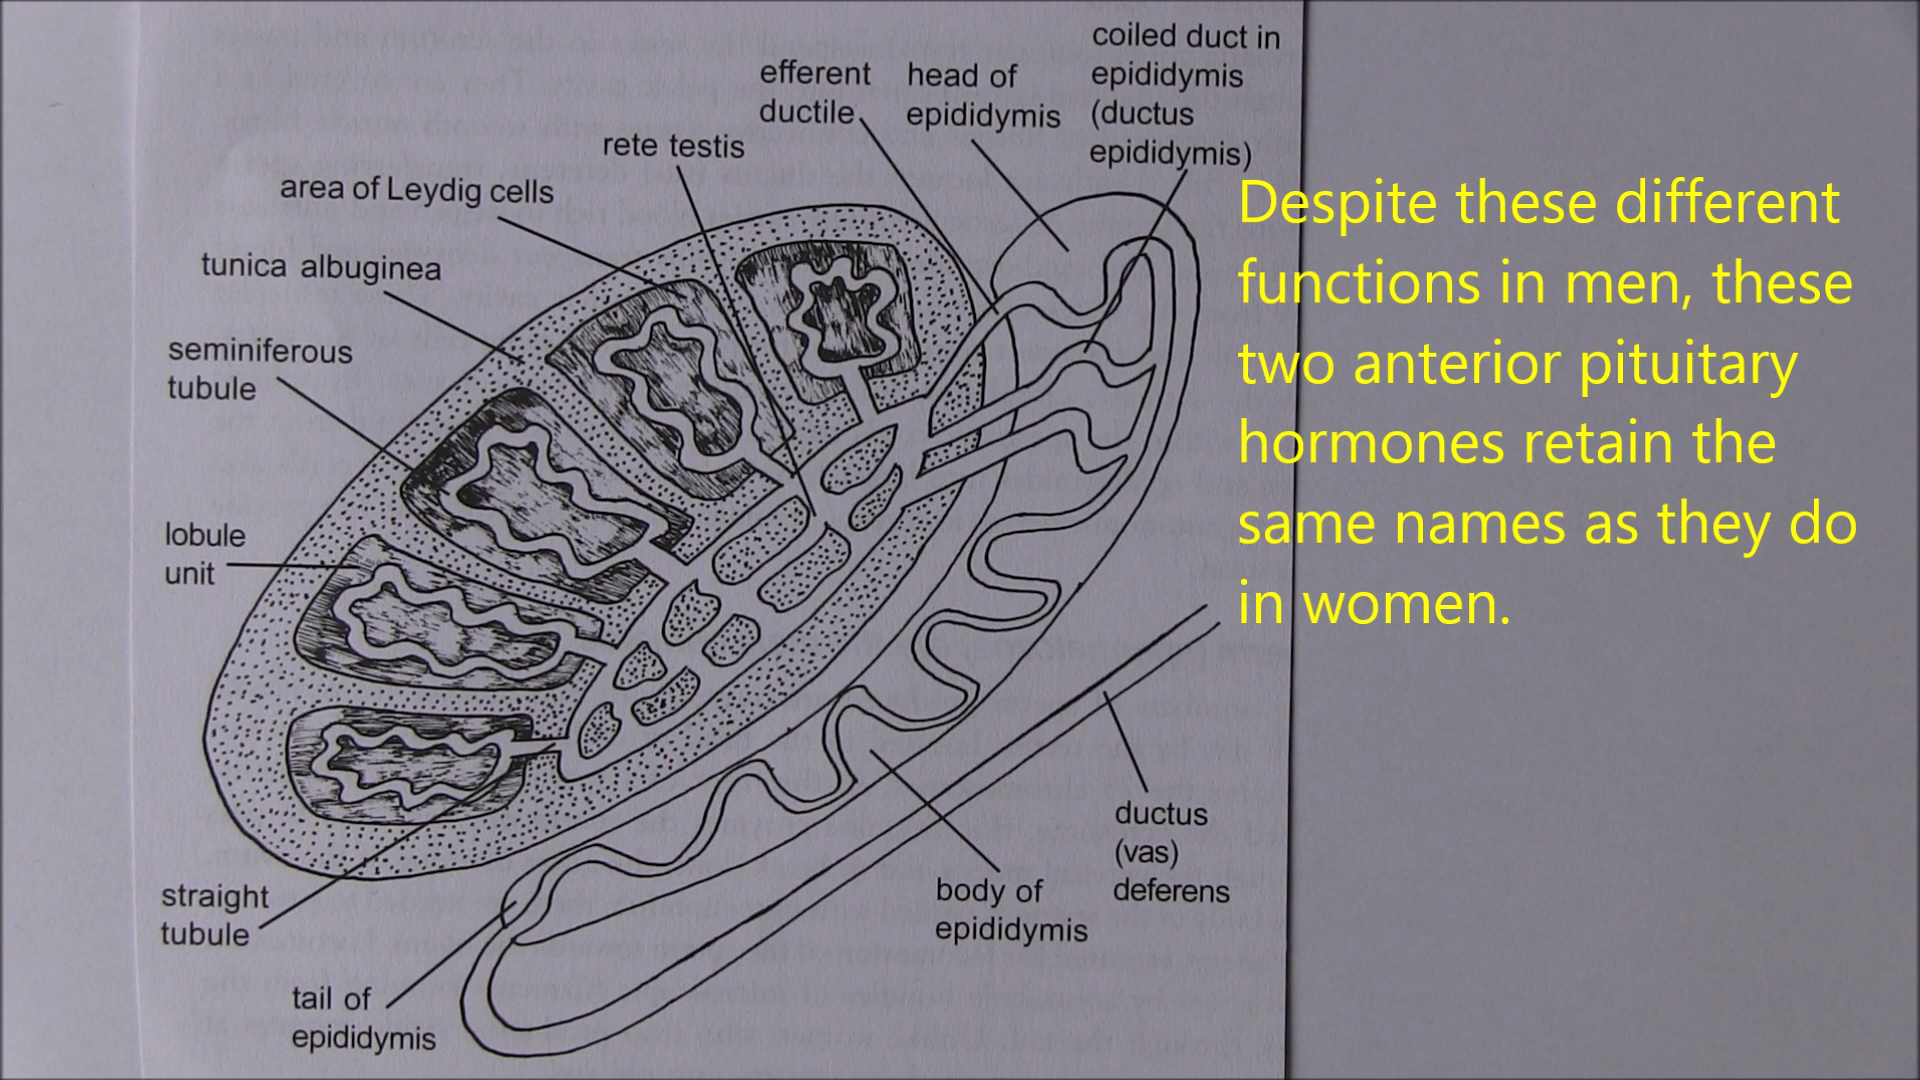 coiled duct in
epididymis
(ductus
epididymis)
efferent
ductile
head of
epididymis
rete testis
area of Leydig cells
tunica albuginea
seminiferous
tubule
lobule
unit
straight
tubule
tail of
epididymis
body of
epididymis
ductus
(vas)
deferens
Despite these different
functions in men, these
two anterior pituitary
hormones retain the
same names as they do
in women.